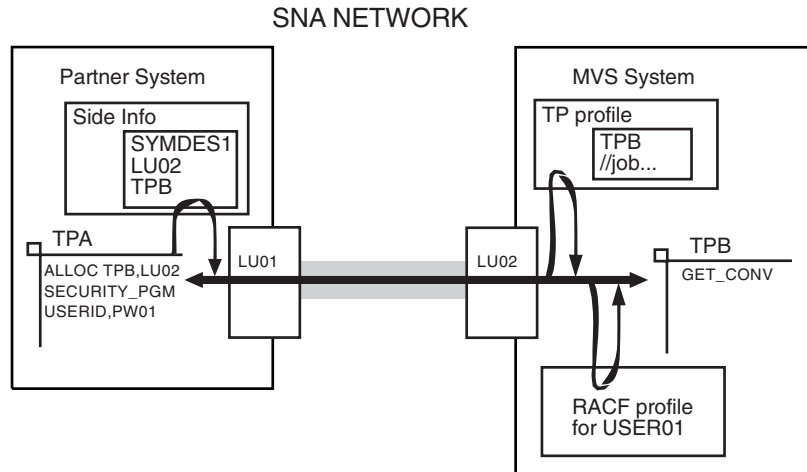 SNA NETWORK
Partner System
Side Info
SYMDES1
LU02
TPB
TPA
ALLOC TPB,LU02
SECURITY_PGM
USERID,PW01
LU01
LU02
MVS System
TP profile
TPB
//job...
TPB
GET_CONV
RACF profile
for USER01